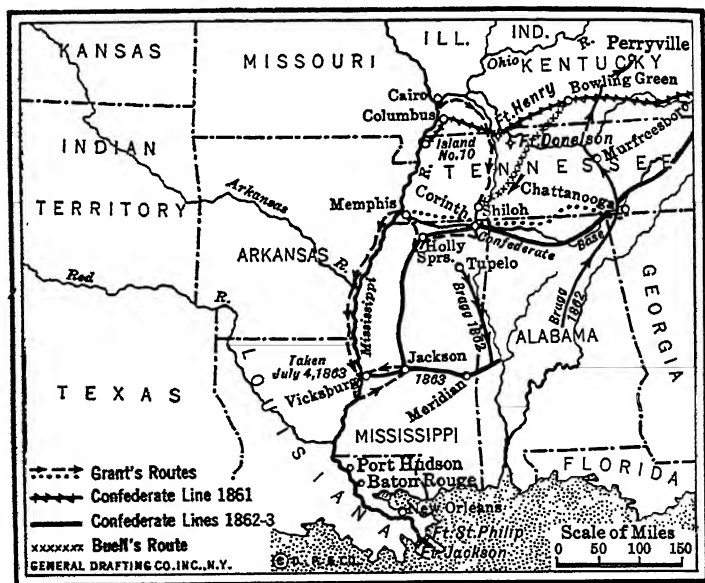 KANSAS
MISSOURI
ILL.
IND.
R.
Perryville
Ohio
KENTUCKY
Cairo
Columbus
Ft. Henry
Bowling Green
Island
No. 10
Ft. Donelson
Murfreesboro
TENNESSEE
INDIAN
TERRITORY
Arkansas
R.
Memphis
R.
Corinth
Shiloh
Chattanooga
Confederate
Base
ARKANSAS
Holly
Sprs.
Tupelo
Bragg 1862
Bragg
1862
GEORGIA
ALABAMA
Red
R.
Mississippi
Taken
July 4, 1863
Vicksburg
Jackson
1863
Meridian
TEXAS
LOUISIANA
MISSISSIPPI
FLORIDA
Port Hudson
Baton Rouge
New Orleans
Ft. St. Philip
Ft. Jackson
Grant's Routes
Confederate Line 1861
Confederate Lines 1862-3
Buell's Route
GENERAL DRAFTING CO. INC., N.Y.
Scale of Miles
0 50 100 150